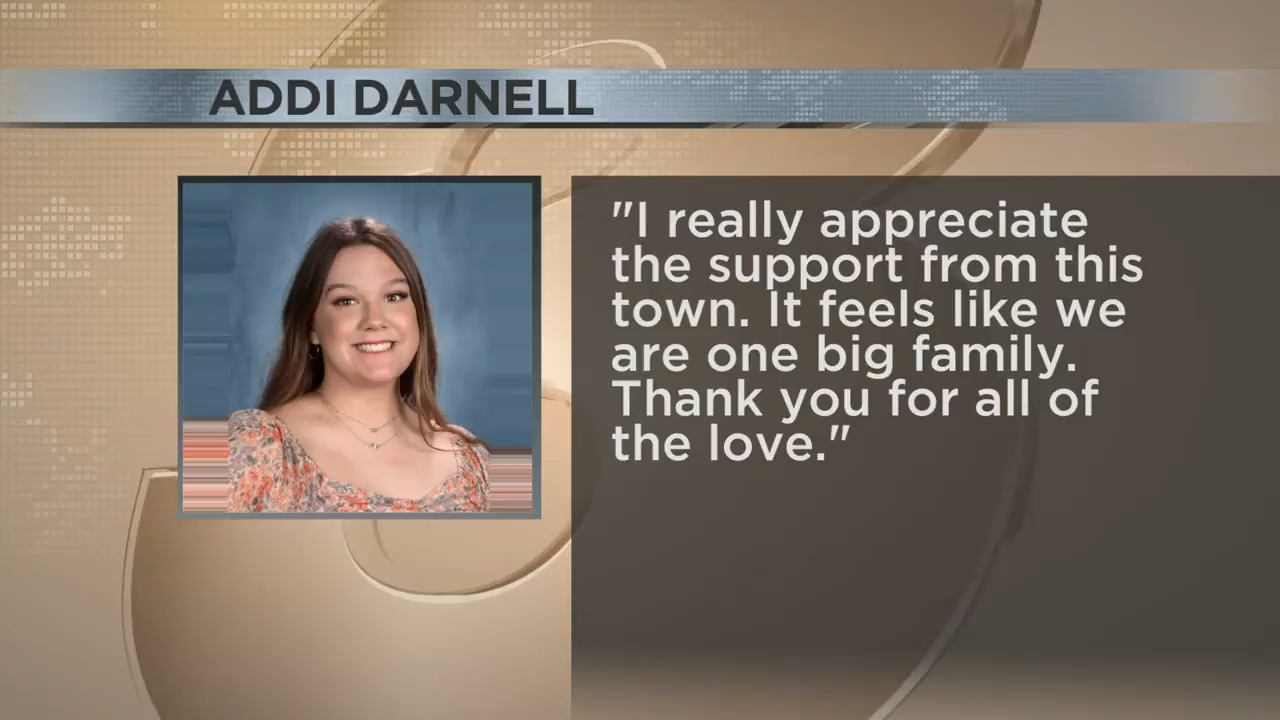 ADDI DARNELL
"I really appreciate
the support from this
town. It feels like we
are one big family.
Thank you for all of
the love."